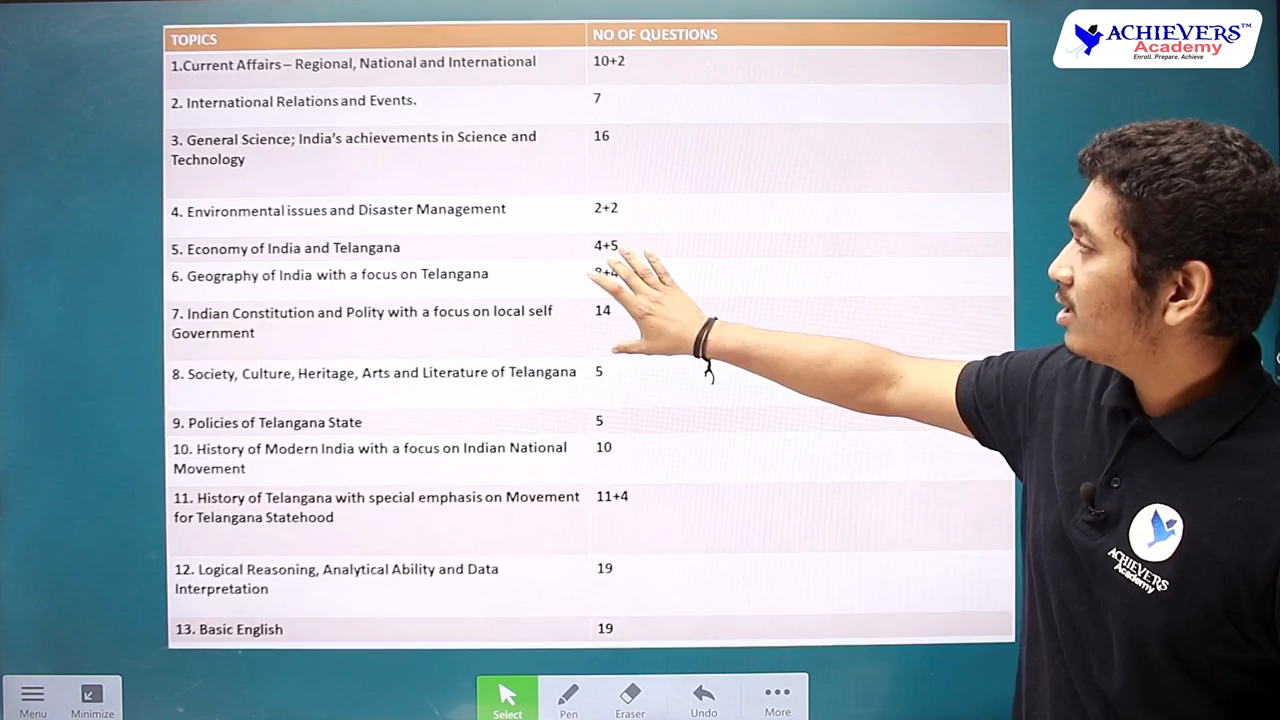 ACHIEVERS™
Academy
Enroll. Prepare. Achieve
TOPICS NO OF QUESTIONS
1.Current Affairs – Regional, National and International 10+2
2. International Relations and Events. 7
3. General Science; India's achievements in Science and
Technology
16
4. Environmental issues and Disaster Management 2+2
5. Economy of India and Telangana 4+5
6. Geography of India with a focus on Telangana
7. Indian Constitution and Polity with a focus on local self
Government
14
8. Society, Culture, Heritage, Arts and Literature of Telangana 5
9. Policies of Telangana State 5
10. History of Modern India with a focus on Indian National
Movement
10
11. History of Telangana with special emphasis on Movement
for Telangana Statehood
11+4
12. Logical Reasoning, Analytical Ability and Data
Interpretation
19
13. Basic English 19
ACHIEVERS
Academy
Menu Minimize Select Pen Eraser Undo More